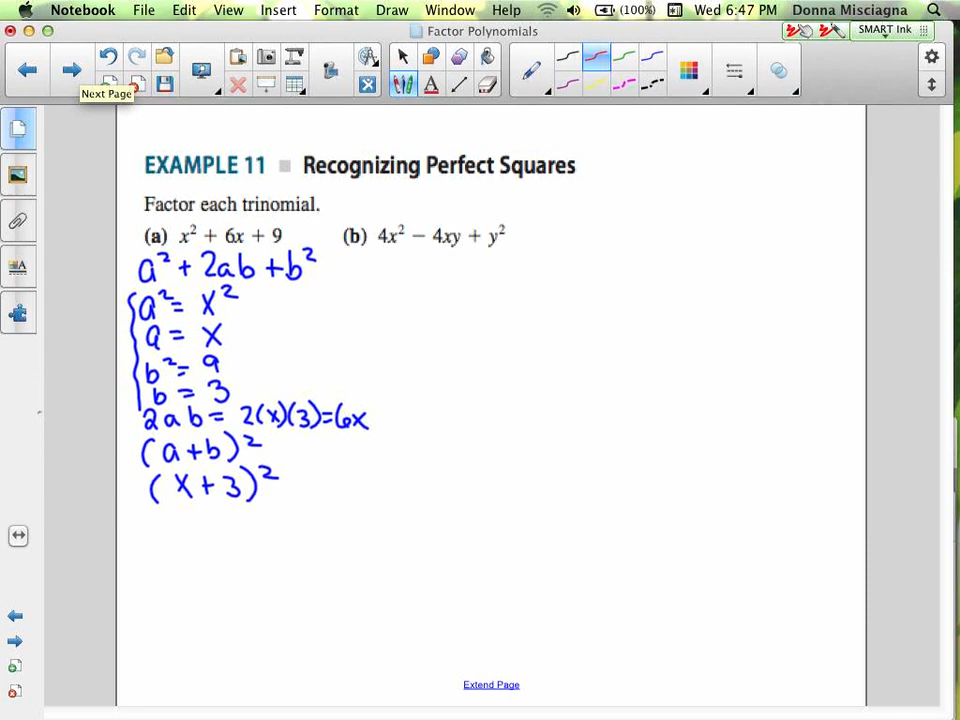 Notebook File Edit View Insert Format Draw Window Help (100%) Wed 6:47 PM Donna Misciagna
Factor Polynomials
SMART Ink
Next Page
EXAMPLE 11 Recognizing Perfect Squares
Factor each trinomial.
(a) x² + 6x + 9 (b) 4x² − 4xy + y²
a² + 2ab + b²
a² = x²
a = x
b² = 9
b = 3
2ab = 2(x)(3) = 6x
(a + b)²
(x + 3)²
Extend Page